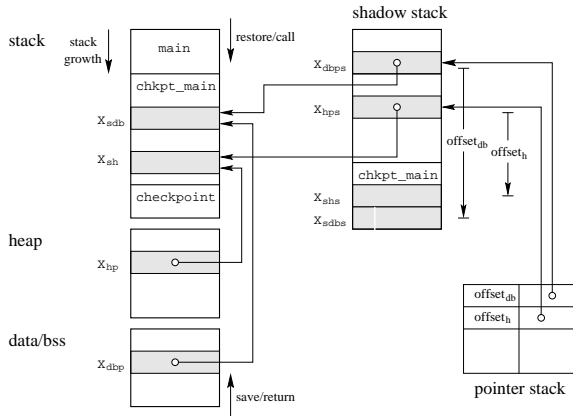 stack
stack
growth
main
chkpt_main
X_sdb
X_sh
checkpoint
restore/call
heap
X_hp
data/bss
X_dbp
save/return
shadow stack
X_dbps
X_hps
chkpt_main
X_shs
X_sdbs
offset_db
offset_h
offset_db
offset_h
pointer stack